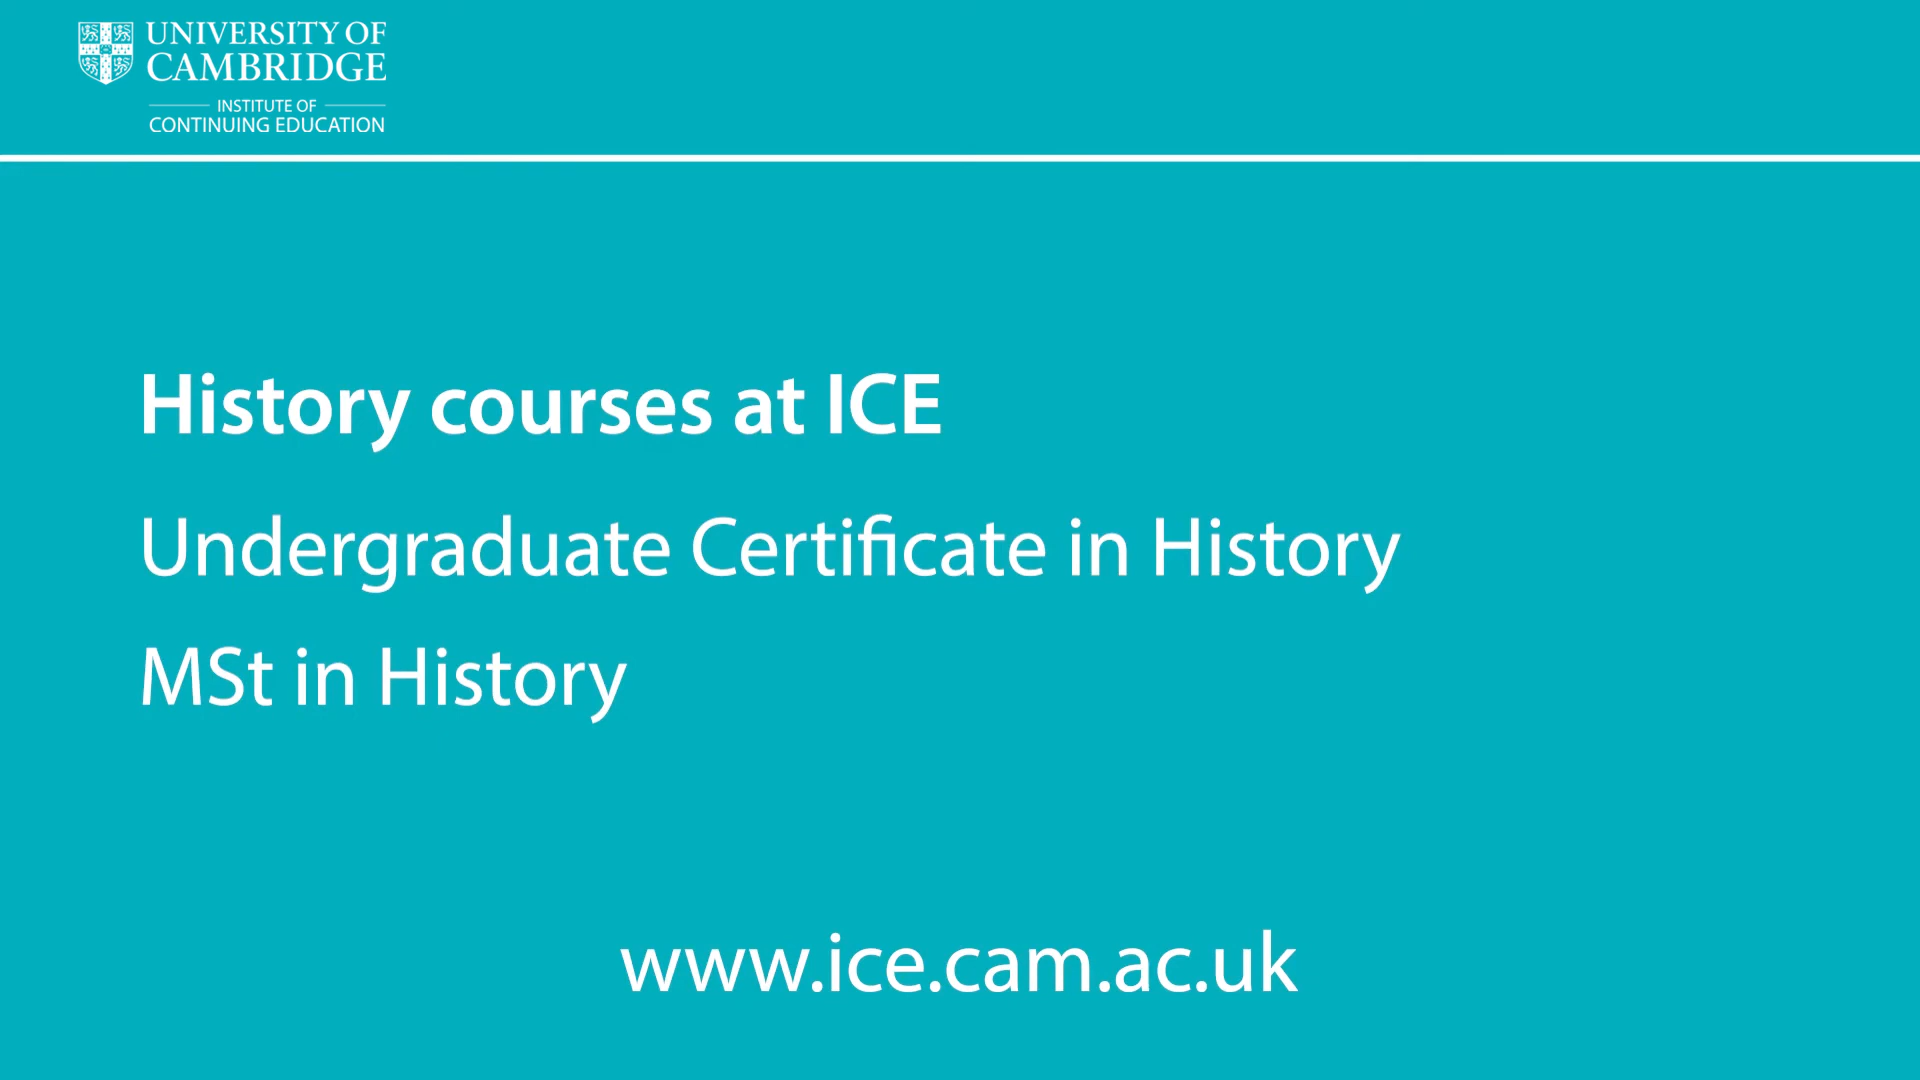 UNIVERSITY OF
CAMBRIDGE
INSTITUTE OF
CONTINUING EDUCATION
History courses at ICE
Undergraduate Certificate in History
MSt in History
www.ice.cam.ac.uk